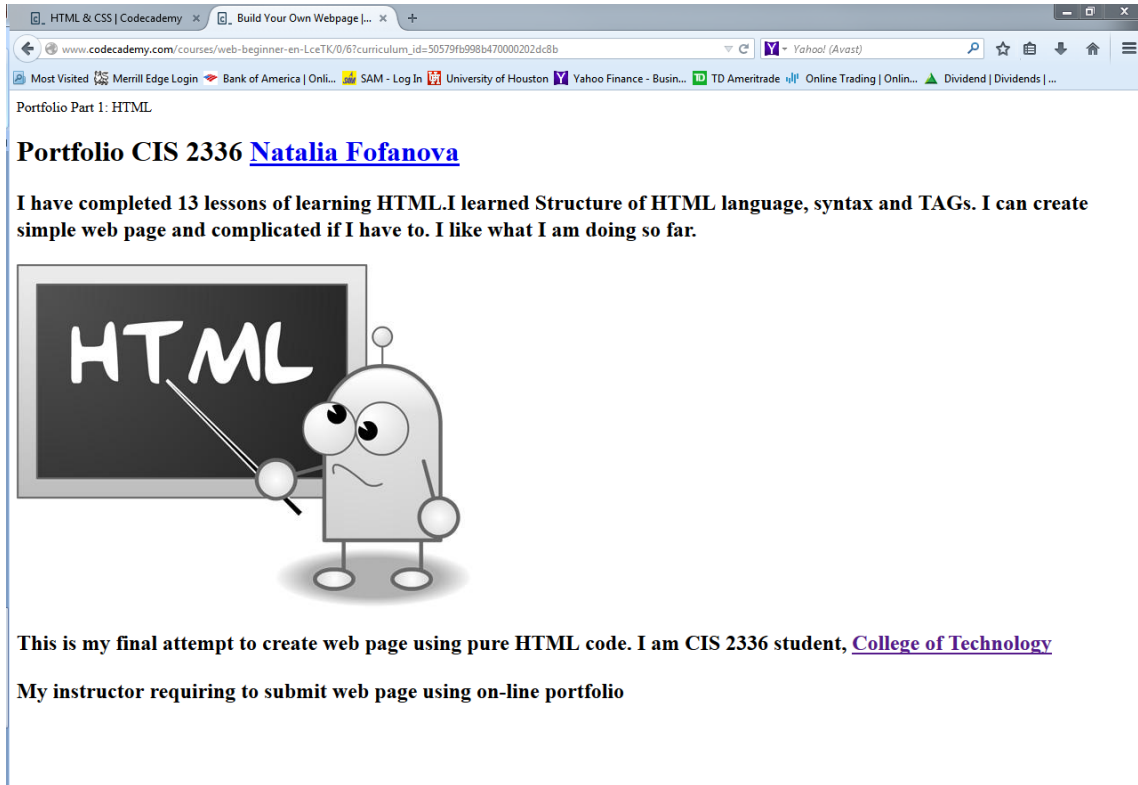 HTML & CSS | Codecademy × Build Your Own Webpage |... × +
www.codecademy.com/courses/web-beginner-en-LceTK/0/6?curriculum_id=50579fb998b470000202dc8b Yahoo! (Avast)
Most Visited Merrill Edge Login Bank of America | Onli... SAM - Log In University of Houston Yahoo Finance - Busin... TD Ameritrade Online Trading | Onlin... Dividend | Dividends | ...
Portfolio Part 1: HTML
Portfolio CIS 2336 Natalia Fofanova
I have completed 13 lessons of learning HTML.I learned Structure of HTML language, syntax and TAGs. I can create
simple web page and complicated if I have to. I like what I am doing so far.
HTML
This is my final attempt to create web page using pure HTML code. I am CIS 2336 student, College of Technology
My instructor requiring to submit web page using on-line portfolio